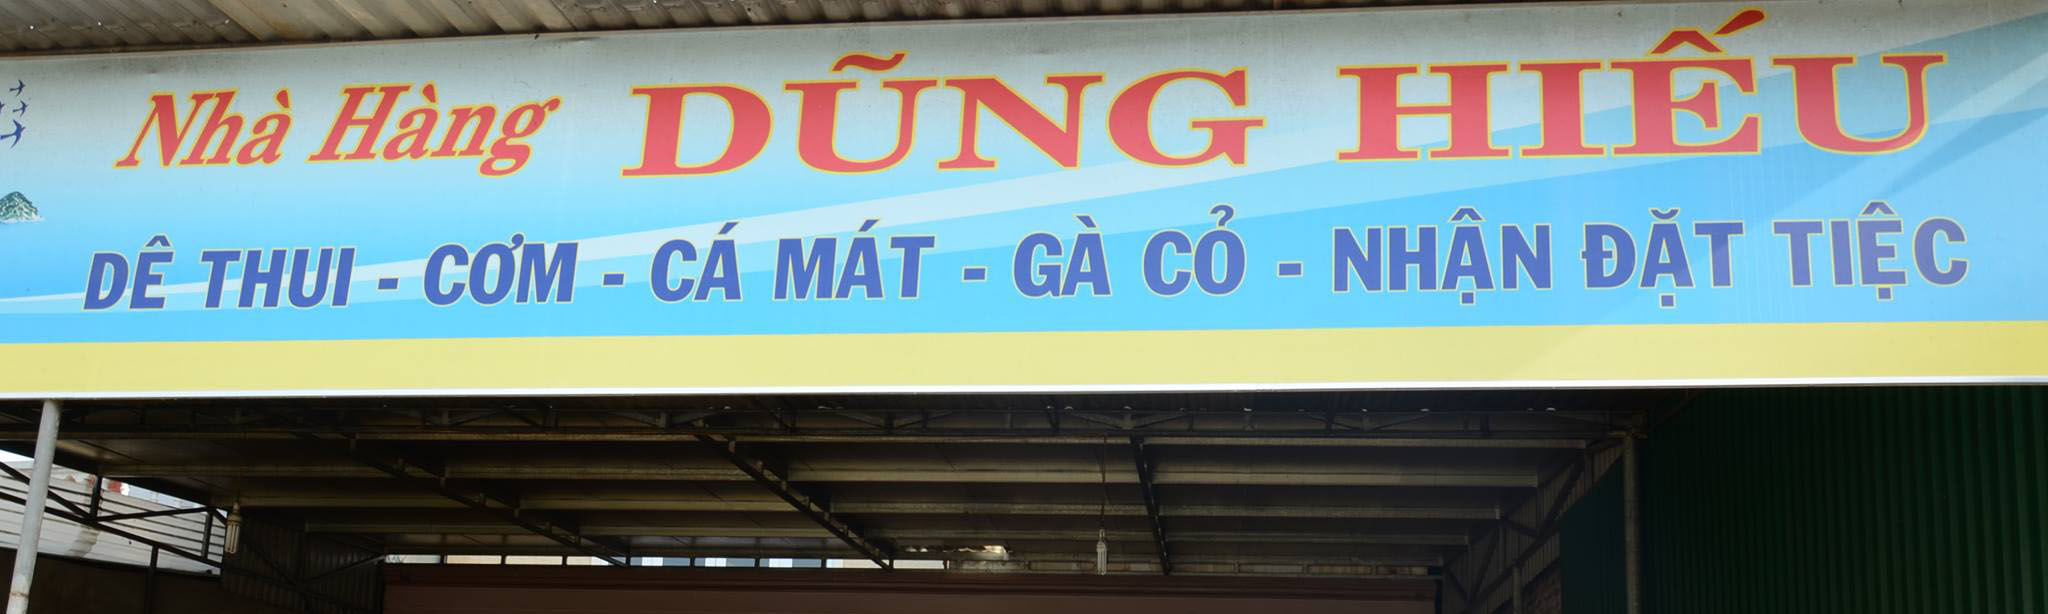 Nhà Hàng DŨNG HIẾU
DÊ THUI - CƠM - CÁ MÁT - GÀ CỎ - NHẬN ĐẶT TIỆC